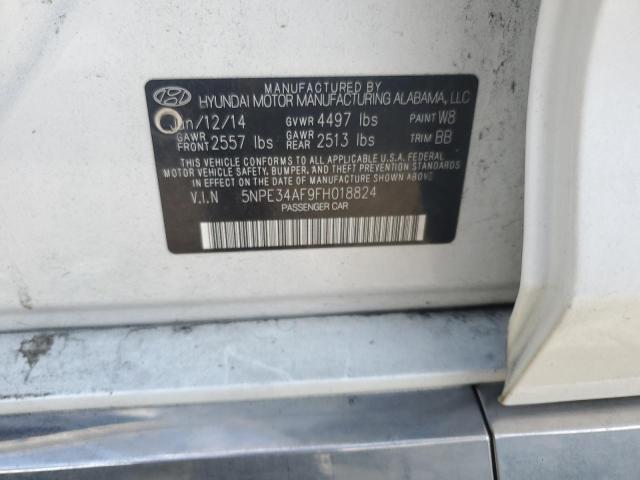 MANUFACTURED BY
HYUNDAI MOTOR MANUFACTURING ALABAMA, LLC
Jun/12/14 GVWR 4497 lbs PAINT W8
GAWR FRONT 2557 lbs GAWR REAR 2513 lbs TRIM BB
THIS VEHICLE CONFORMS TO ALL APPLICABLE U.S.A. FEDERAL
MOTOR VEHICLE SAFETY, BUMPER, AND THEFT PREVENTION STANDARDS
IN EFFECT ON THE DATE OF MANUFACTURE SHOWN ABOVE.
V.I.N 5NPE34AF9FH018824
PASSENGER CAR